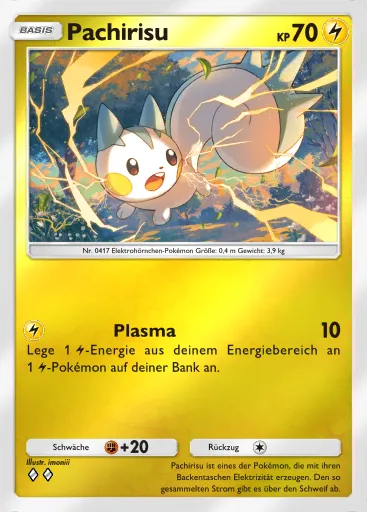 BASIS Pachirisu KP 70
Nr. 0417 Elektrohörnchen-Pokémon Größe: 0,4 m Gewicht: 3,9 kg
Plasma 10
Lege 1 -Energie aus deinem Energiebereich an
1 -Pokémon auf deiner Bank an.
Schwäche +20 Rückzug
Illustr. imoniii
Pachirisu ist eines der Pokémon, die mit ihren
Backentaschen Elektrizität erzeugen. Den so
gesammelten Strom gibt es über den Schweif ab.